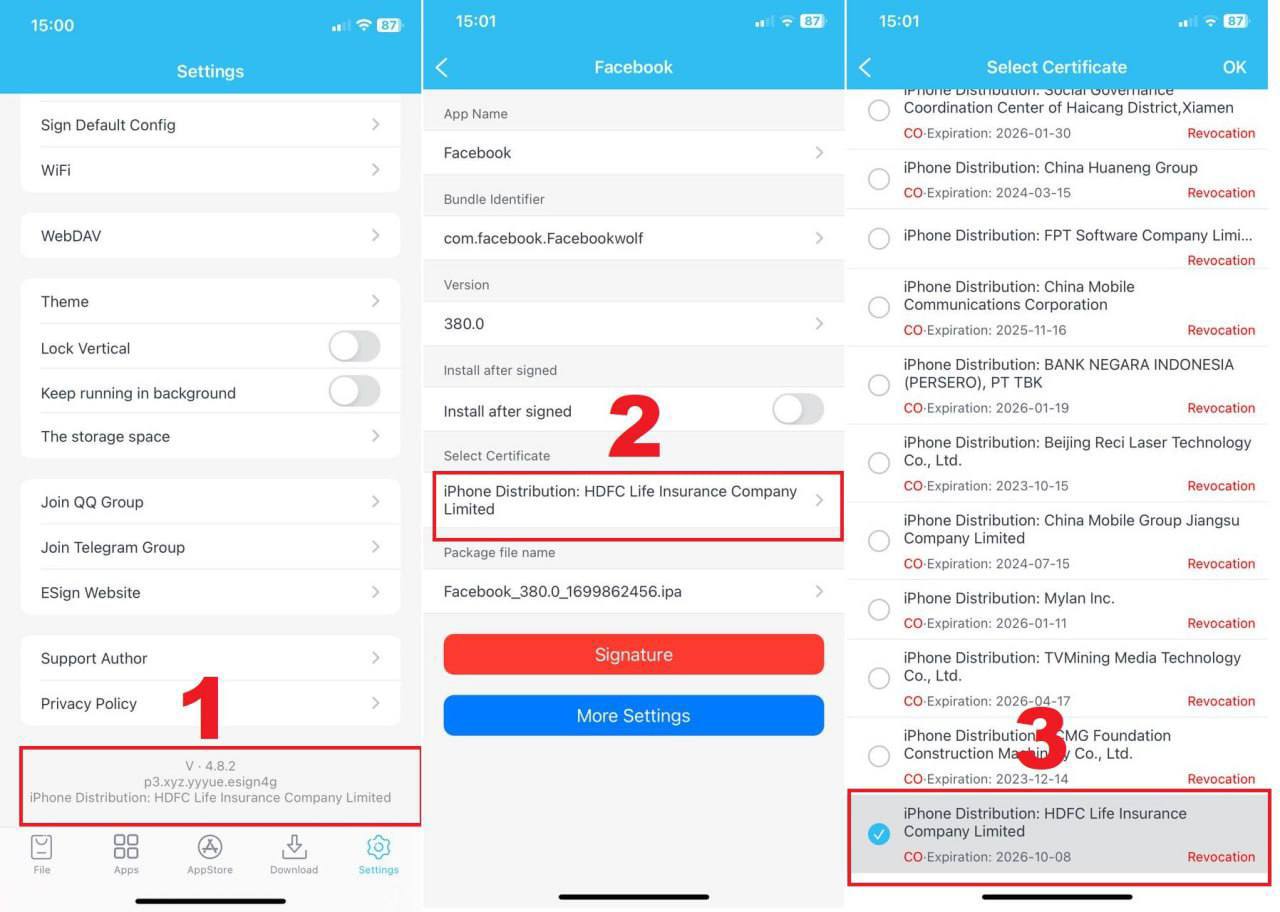 15:00
87
Settings
Sign Default Config
WiFi
WebDAV
Theme
Lock Vertical
Keep running in background
The storage space
Join QQ Group
Join Telegram Group
ESign Website
Support Author
Privacy Policy
1
V · 4.8.2
p3.xyz.yyyue.esign4g
iPhone Distribution: HDFC Life Insurance Company Limited
File
Apps
AppStore
Download
Settings
15:01
87
Facebook
App Name
Facebook
Bundle Identifier
com.facebook.Facebookwolf
Version
380.0
Install after signed
Install after signed
2
Select Certificate
iPhone Distribution: HDFC Life Insurance Company
Limited
Package file name
Facebook_380.0_1699862456.ipa
Signature
More Settings
15:01
87
Select Certificate
OK
iPhone Distribution: Social Governance
Coordination Center of Haicang District,Xiamen
CO·Expiration: 2026-01-30
Revocation
iPhone Distribution: China Huaneng Group
CO·Expiration: 2024-03-15
Revocation
iPhone Distribution: FPT Software Company Limi...
Revocation
iPhone Distribution: China Mobile
Communications Corporation
CO·Expiration: 2025-11-16
Revocation
iPhone Distribution: BANK NEGARA INDONESIA
(PERSERO), PT TBK
CO·Expiration: 2026-01-19
Revocation
iPhone Distribution: Beijing Reci Laser Technology
Co., Ltd.
CO·Expiration: 2023-10-15
Revocation
iPhone Distribution: China Mobile Group Jiangsu
Company Limited
CO·Expiration: 2024-07-15
Revocation
iPhone Distribution: Mylan Inc.
CO·Expiration: 2026-01-11
Revocation
iPhone Distribution: TVMining Media Technology
Co., Ltd.
CO·Expiration: 2026-04-17
Revocation
3
iPhone Distribution CMG Foundation
Construction Machinery Co., Ltd.
CO·Expiration: 2023-12-14
Revocation
iPhone Distribution: HDFC Life Insurance
Company Limited
CO·Expiration: 2026-10-08
Revocation